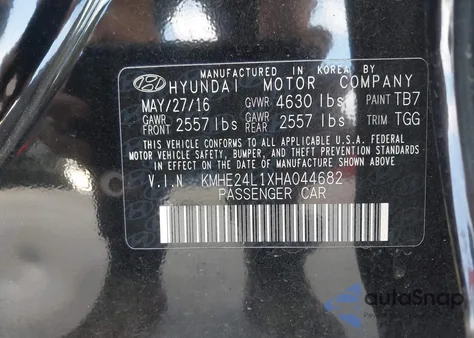 MANUFACTURED IN KOREA BY
HYUNDAI MOTOR COMPANY
MAY/27/16 GVWR 4630 lbs PAINT TB7
GAWR FRONT 2557 lbs GAWR REAR 2557 lbs TRIM TGG
THIS VEHICLE CONFORMS TO ALL APPLICABLE U.S.A. FEDERAL
MOTOR VEHICLE SAFETY, BUMPER, AND THEFT PREVENTION STANDARDS
IN EFFECT ON THE DATE OF MANUFACTURE SHOWN ABOVE.
V.I.N. KMHE24L1XHA044682
PASSENGER CAR
autoSnap